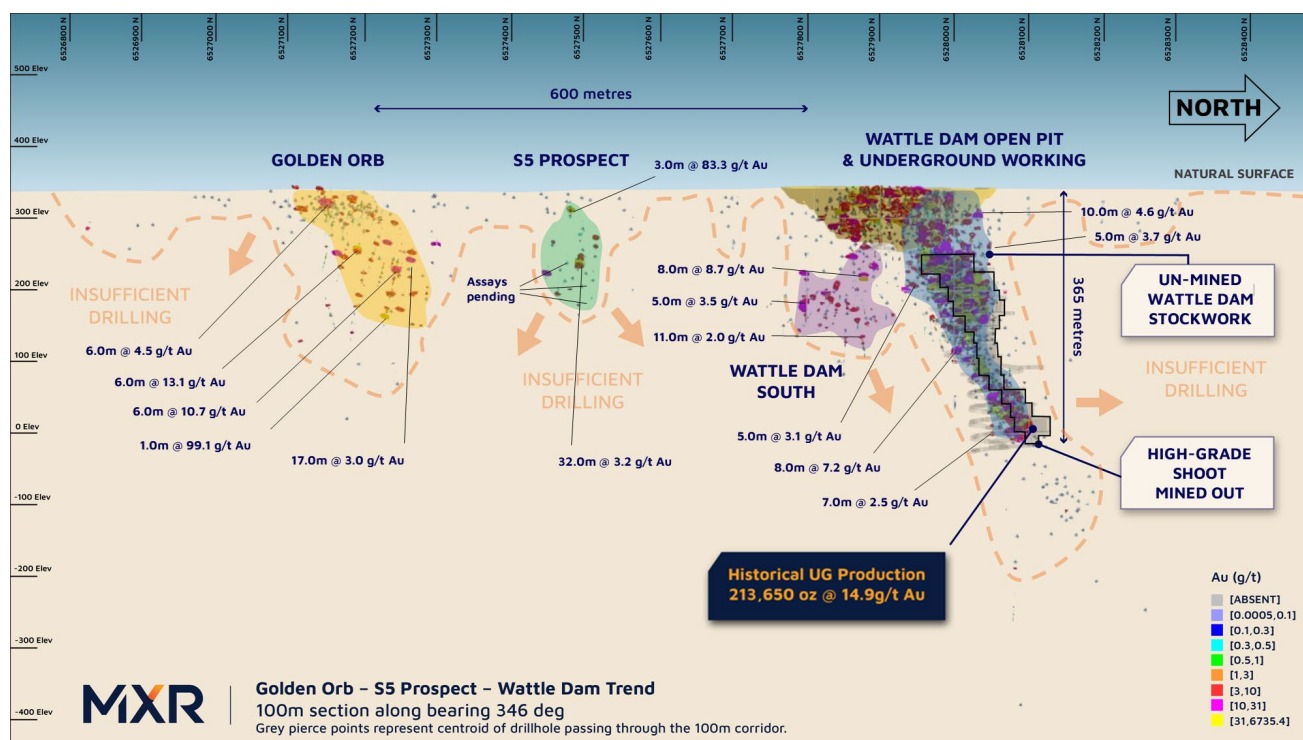 6526800 N
6526900 N
6527000 N
6527100 N
6527200 N
6527300 N
6527400 N
6527500 N
6527600 N
6527700 N
6527800 N
6527900 N
6528000 N
6528100 N
6528200 N
6528300 N
6528400 N
500 Elev
400 Elev
300 Elev
200 Elev
100 Elev
0 Elev
-100 Elev
-200 Elev
-300 Elev
-400 Elev
600 metres
NORTH
GOLDEN ORB
S5 PROSPECT
WATTLE DAM OPEN PIT
& UNDERGROUND WORKING
NATURAL SURFACE
3.0m @ 83.3 g/t Au
10.0m @ 4.6 g/t Au
5.0m @ 3.7 g/t Au
INSUFFICIENT
DRILLING
Assays
pending
8.0m @ 8.7 g/t Au
5.0m @ 3.5 g/t Au
11.0m @ 2.0 g/t Au
365 metres
UN-MINED
WATTLE DAM
STOCKWORK
6.0m @ 4.5 g/t Au
6.0m @ 13.1 g/t Au
6.0m @ 10.7 g/t Au
1.0m @ 99.1 g/t Au
17.0m @ 3.0 g/t Au
INSUFFICIENT
DRILLING
32.0m @ 3.2 g/t Au
WATTLE DAM
SOUTH
5.0m @ 3.1 g/t Au
8.0m @ 7.2 g/t Au
7.0m @ 2.5 g/t Au
INSUFFICIENT
DRILLING
HIGH-GRADE
SHOOT
MINED OUT
Historical UG Production
213,650 oz @ 14.9g/t Au
Au (g/t)
[ABSENT]
[0.0005,0.1]
[0.1,0.3]
[0.3,0.5]
[0.5,1]
[1,3]
[3,10]
[10,31]
[31,6735.4]
MXR
Golden Orb – S5 Prospect – Wattle Dam Trend
100m section along bearing 346 deg
Grey pierce points represent centroid of drillhole passing through the 100m corridor.